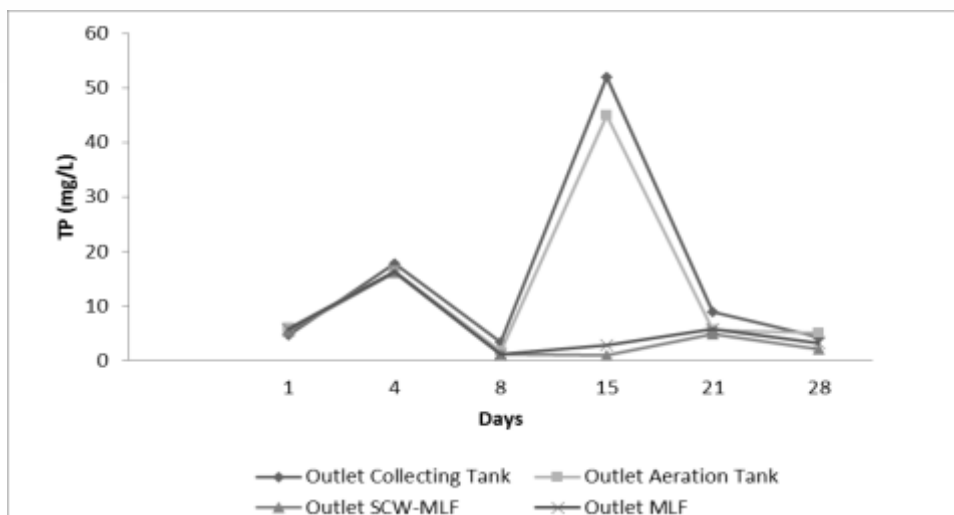 60
50
40
30
20
10
0
TP (mg/L)
1 4 8 15 21 28
Days
Outlet Collecting Tank Outlet Aeration Tank
Outlet SCW-MLF Outlet MLF